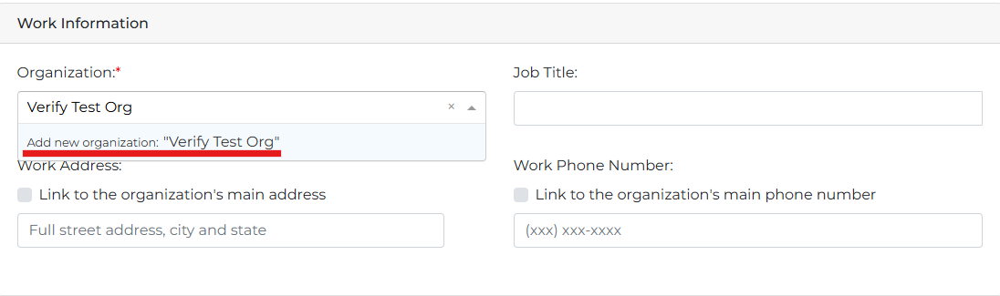 Work Information
Organization:*
Job Title:
Verify Test Org ×
Add new organization: "Verify Test Org"
Work Address:
Work Phone Number:
Link to the organization's main address
Link to the organization's main phone number
Full street address, city and state
(xxx) xxx-xxxx